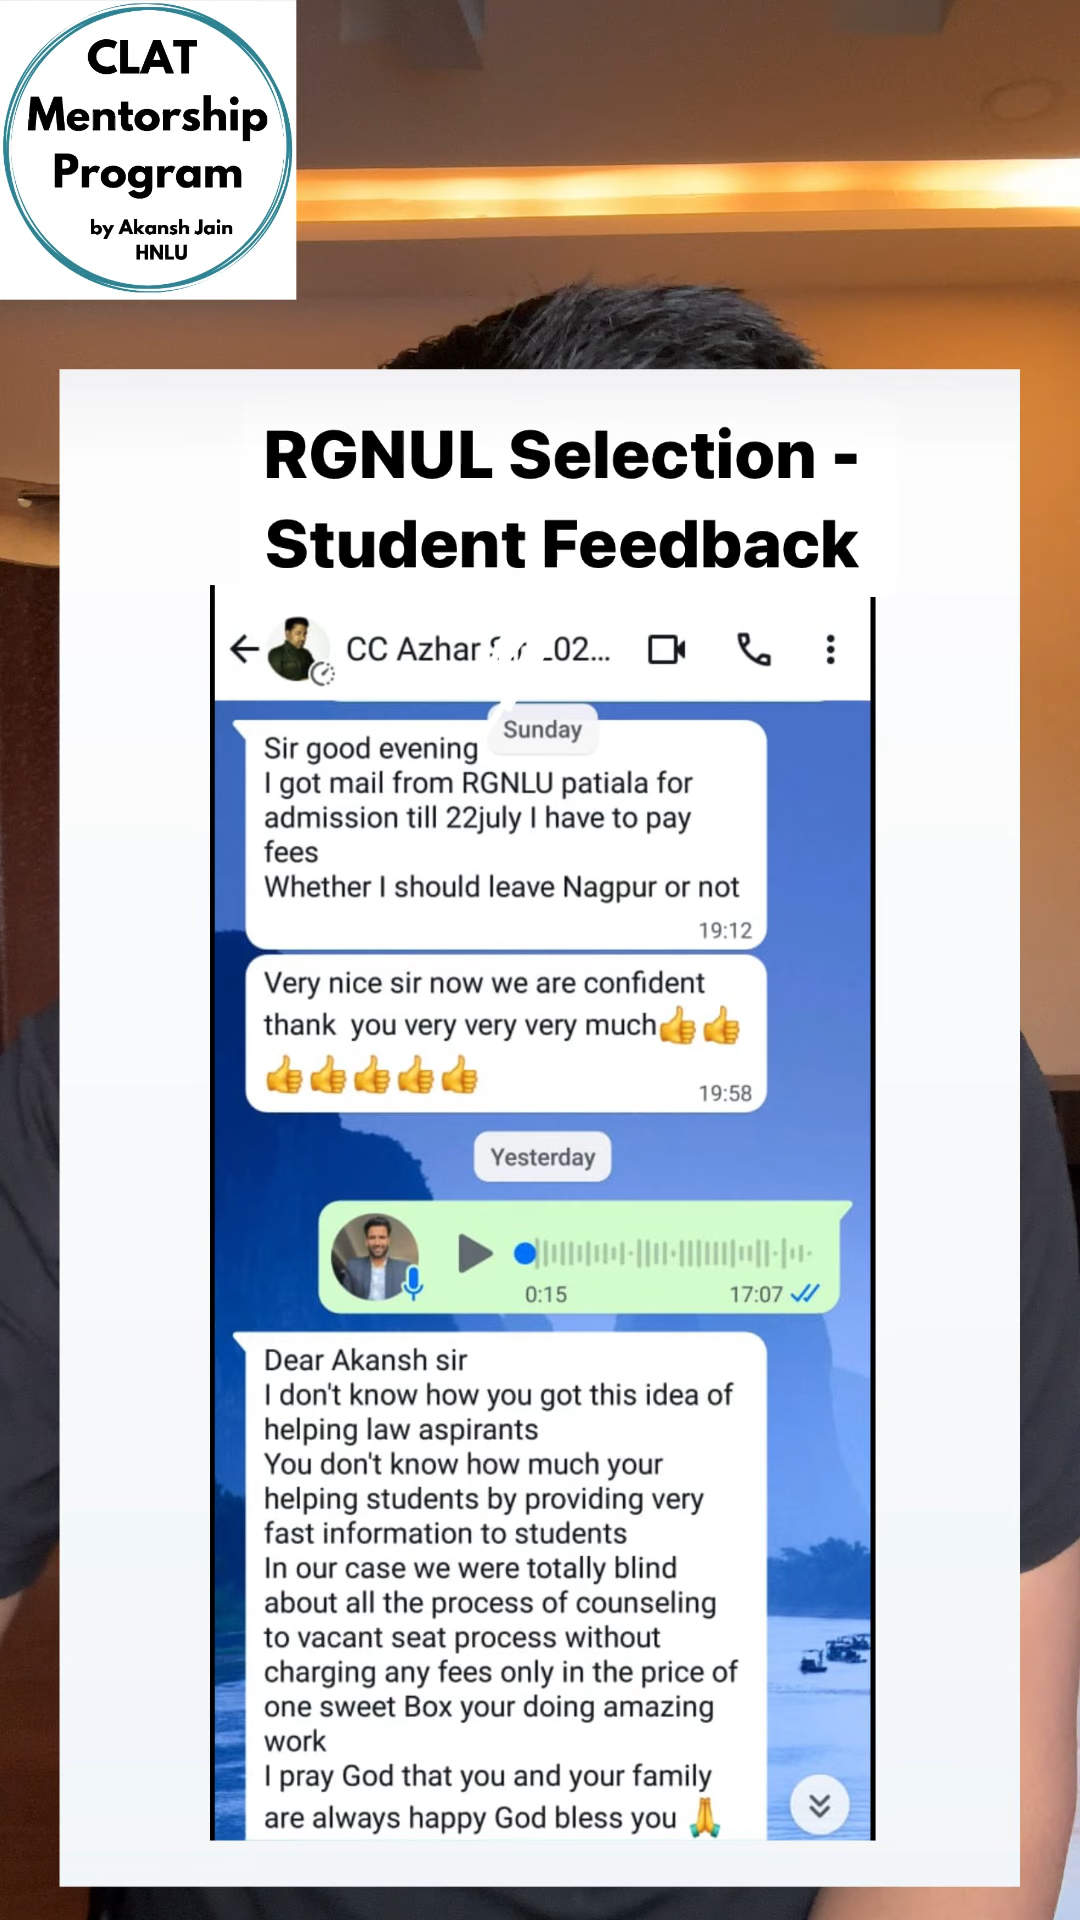 CLAT
Mentorship
Program
by Akansh Jain
HNLU
RGNUL Selection -
Student Feedback
CC Azhar 02...
Sunday
Sir good evening
I got mail from RGNLU patiala for
admission till 22july I have to pay
fees
Whether I should leave Nagpur or not
19:12
Very nice sir now we are confident
thank you very very very much👍👍
👍👍👍👍👍
19:58
Yesterday
0:15
17:07
Dear Akansh sir
I don't know how you got this idea of
helping law aspirants
You don't know how much your
helping students by providing very
fast information to students
In our case we were totally blind
about all the process of counseling
to vacant seat process without
charging any fees only in the price of
one sweet Box your doing amazing
work
I pray God that you and your family
are always happy God bless you 🙏